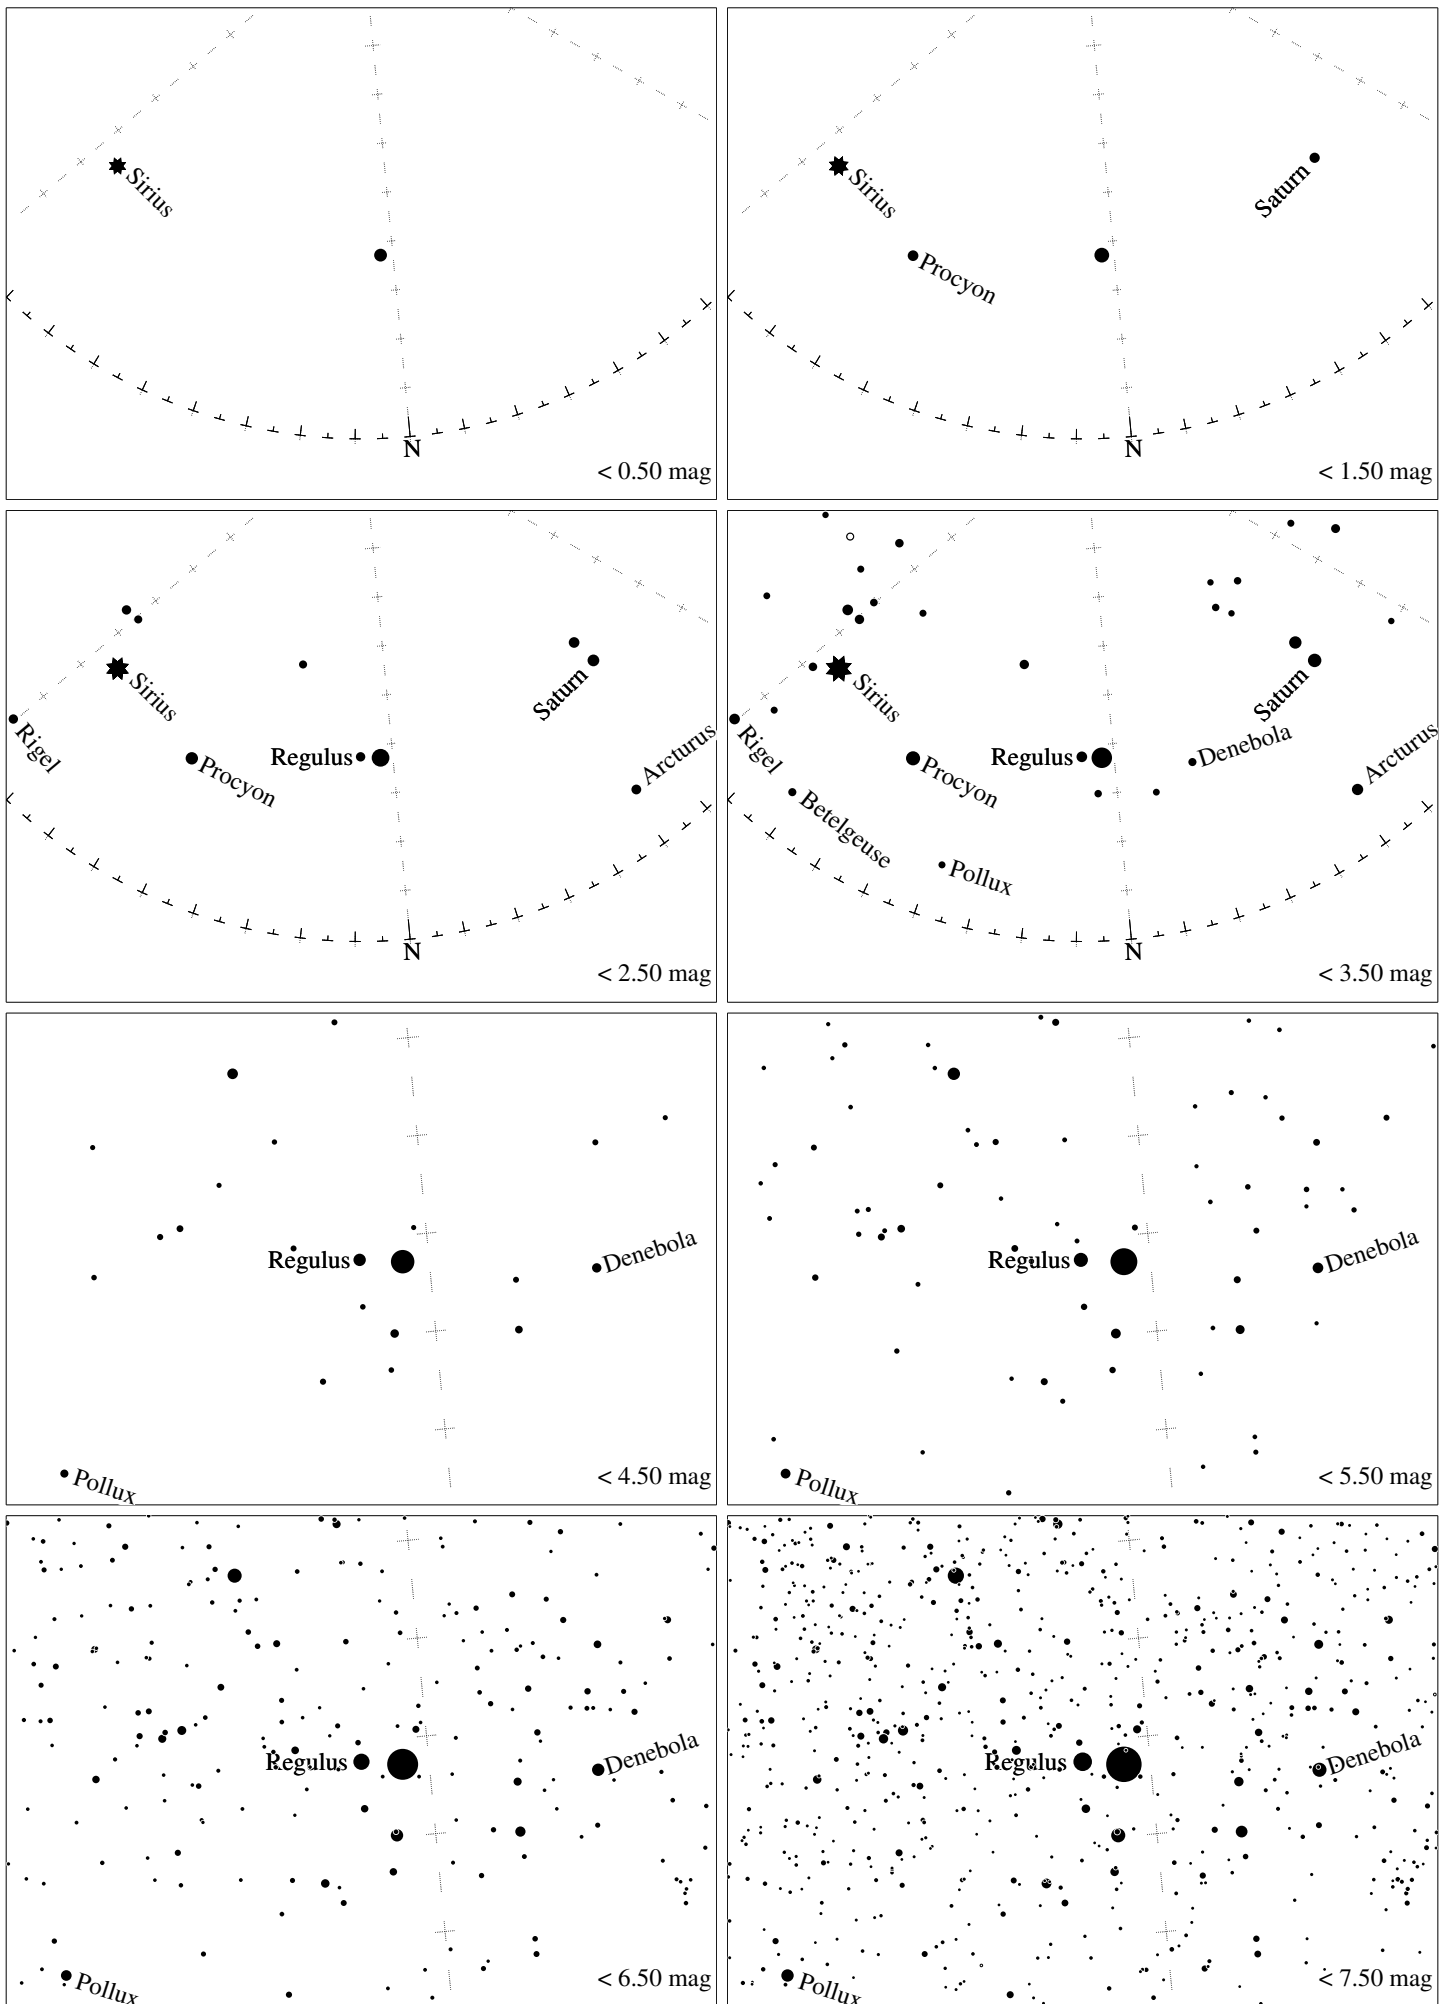 Sirius
N
< 0.50 mag
Sirius
Saturn
Procyon
N
< 1.50 mag
Sirius
Saturn
Rigel
Procyon
Regulus
Arcturus
N
< 2.50 mag
Sirius
Saturn
Rigel
Procyon
Regulus
Denebola
Arcturus
Betelgeuse
Pollux
N
< 3.50 mag
Regulus
Denebola
Pollux
< 4.50 mag
Regulus
Denebola
Pollux
< 5.50 mag
Regulus
Denebola
Pollux
< 6.50 mag
Regulus
Denebola
Pollux
< 7.50 mag